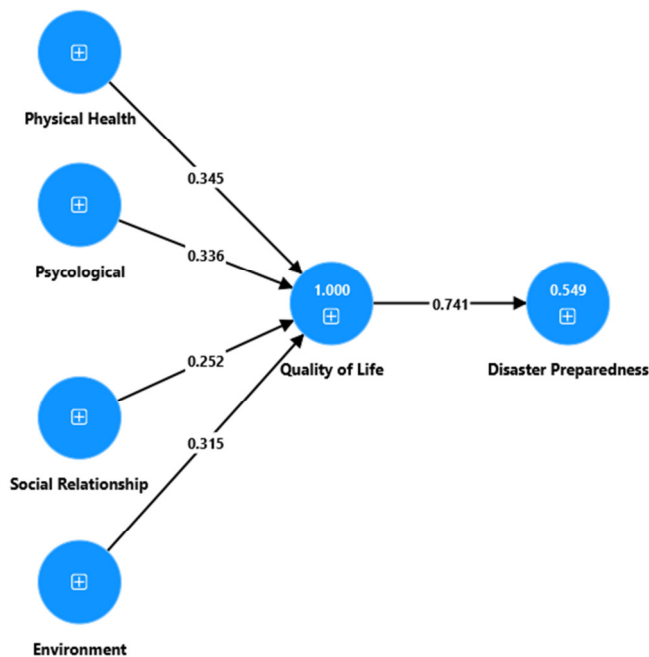 Physical Health
0.345
Psycological
0.336
1.000
0.549
0.741
Quality of Life
Disaster Preparedness
0.252
0.315
Social Relationship
Environment